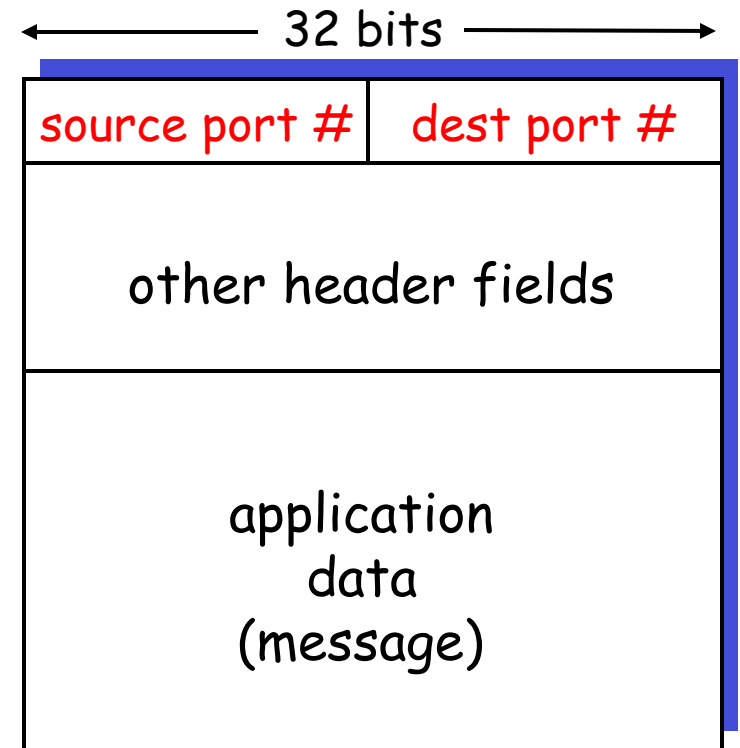 32 bits
source port # dest port #
other header fields
application
data
(message)